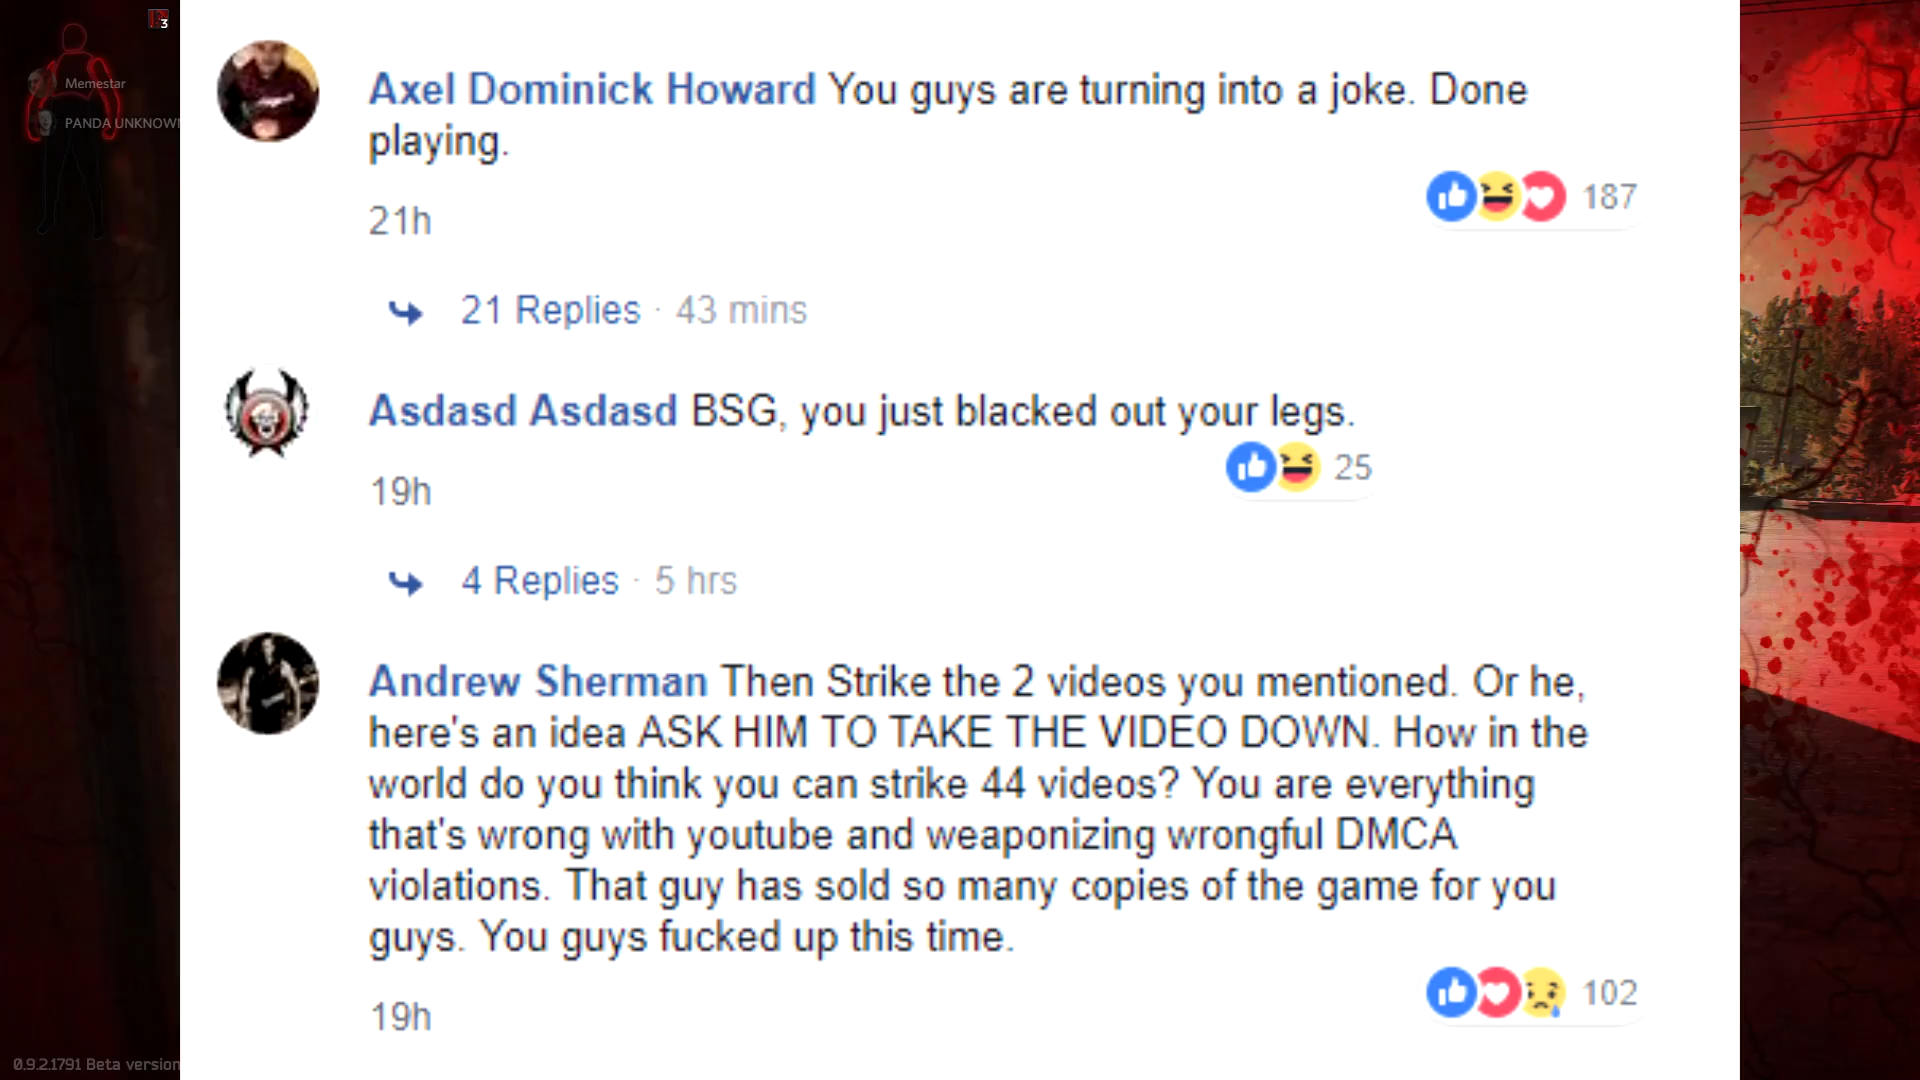 3
Memestar
PANDA UNKNOWN
Axel Dominick Howard You guys are turning into a joke. Done
playing.
187
21h
21 Replies · 43 mins
Asdasd Asdasd BSG, you just blacked out your legs.
25
19h
4 Replies · 5 hrs
Andrew Sherman Then Strike the 2 videos you mentioned. Or he,
here's an idea ASK HIM TO TAKE THE VIDEO DOWN. How in the
world do you think you can strike 44 videos? You are everything
that's wrong with youtube and weaponizing wrongful DMCA
violations. That guy has sold so many copies of the game for you
guys. You guys fucked up this time.
102
19h
0.9.2.1791 Beta version